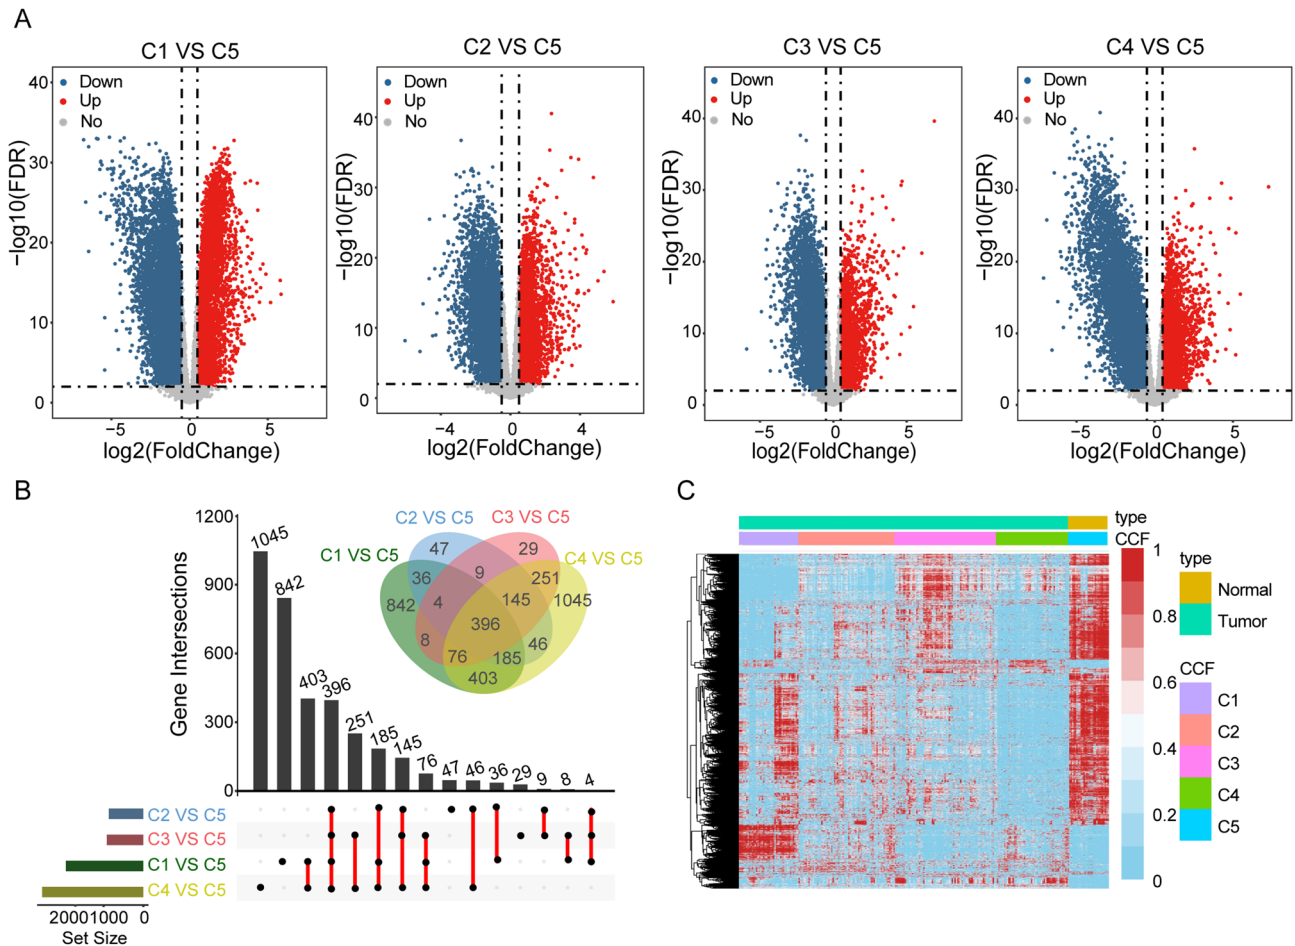 A
C1 VS C5
C2 VS C5
C3 VS C5
C4 VS C5
Down
Up
No
40
30
20
10
0
−5
0
5
−log10(FDR)
log2(FoldChange)
Down
Up
No
40
30
20
10
0
−4
0
4
−log10(FDR)
log2(FoldChange)
Down
Up
No
40
30
20
10
0
−5
0
5
−log10(FDR)
log2(FoldChange)
Down
Up
No
40
30
20
10
0
−5
0
5
−log10(FDR)
log2(FoldChange)
B
1200
900
600
300
0
Gene Intersections
1045
842
403
396
251
185
145
76
47
46
36
29
9
8
4
C2 VS C5
C3 VS C5
C1 VS C5
C4 VS C5
47
29
36
9
251
842
4
145
1045
396
8
46
76
185
403
C2 VS C5
C3 VS C5
C1 VS C5
C4 VS C5
2000
1000
0
Set Size
C
type
CCF
1
0.8
0.6
0.4
0.2
0
type
Normal
Tumor
CCF
C1
C2
C3
C4
C5